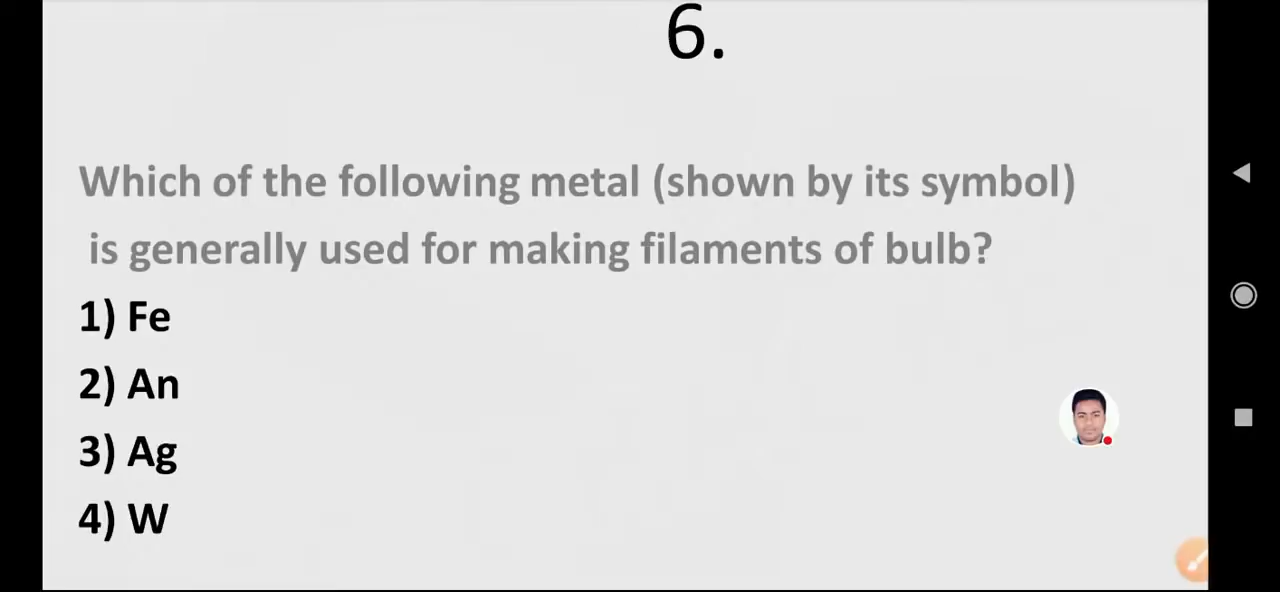 6.
Which of the following metal (shown by its symbol)
is generally used for making filaments of bulb?
1) Fe
2) An
3) Ag
4) W